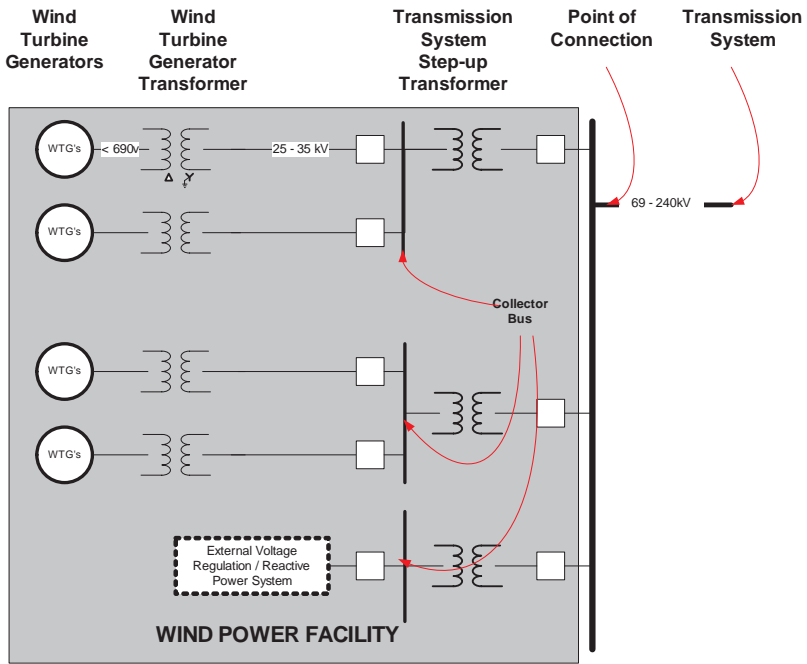 Wind
Turbine
Generators
Wind
Turbine
Generator
Transformer
Transmission
System
Step-up
Transformer
Point of
Connection
Transmission
System
WTG's
< 690v
25 - 35 kV
69 - 240kV
WTG's
Collector
Bus
WTG's
WTG's
External Voltage
Regulation / Reactive
Power System
WIND POWER FACILITY